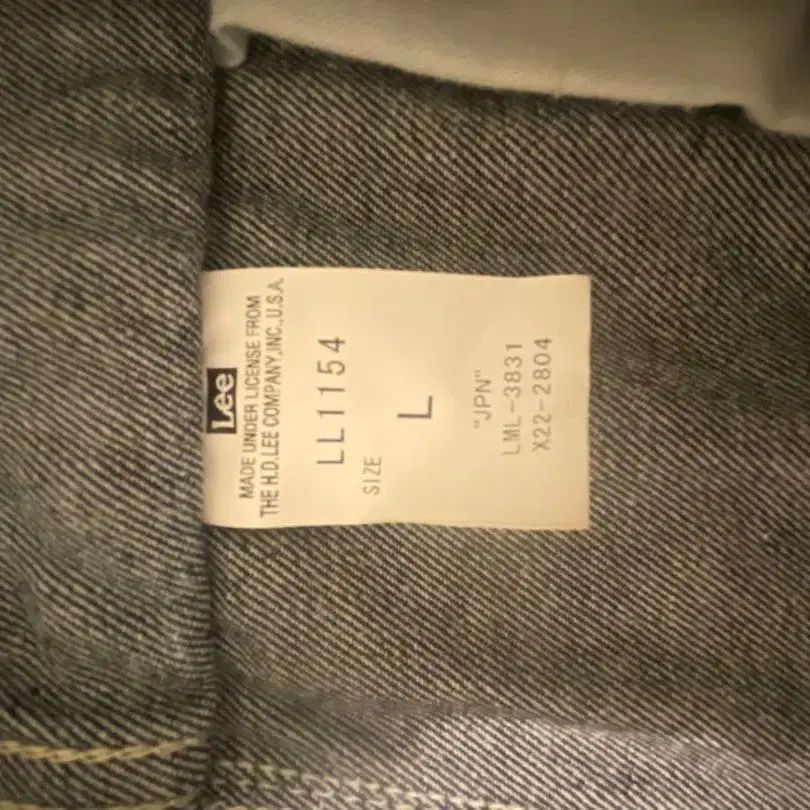 Lee
MADE UNDER LICENSE FROM
THE H.D.LEE COMPANY,INC.,U.S.A.
LL1154
SIZE
L
"JPN"
LML-3831
X22-2804